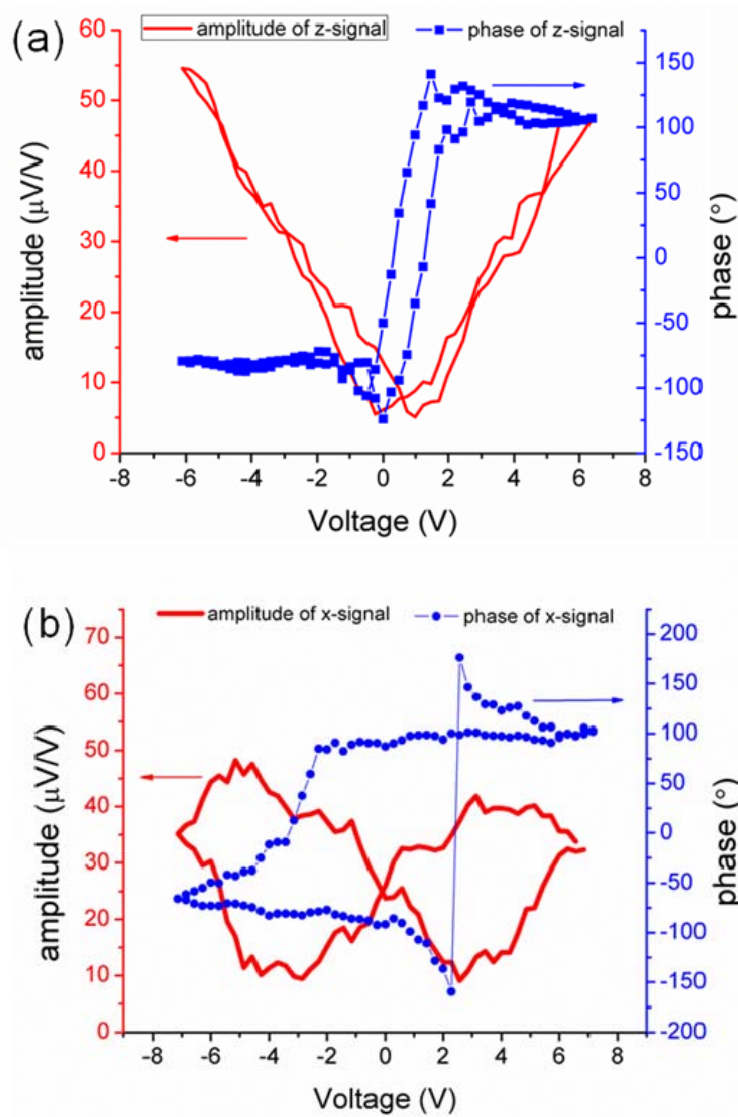 (a)
amplitude of z-signal
phase of z-signal
60
50
40
30
20
10
0
amplitude (μV/V)
150
100
50
0
-50
-100
-150
phase (°)
-8 -6 -4 -2 0 2 4 6 8
Voltage (V)
(b)
amplitude of x-signal
phase of x-signal
70
60
50
40
30
20
10
0
amplitude (μV/V)
200
150
100
50
0
-50
-100
-150
-200
phase (°)
-8 -6 -4 -2 0 2 4 6 8
Voltage (V)